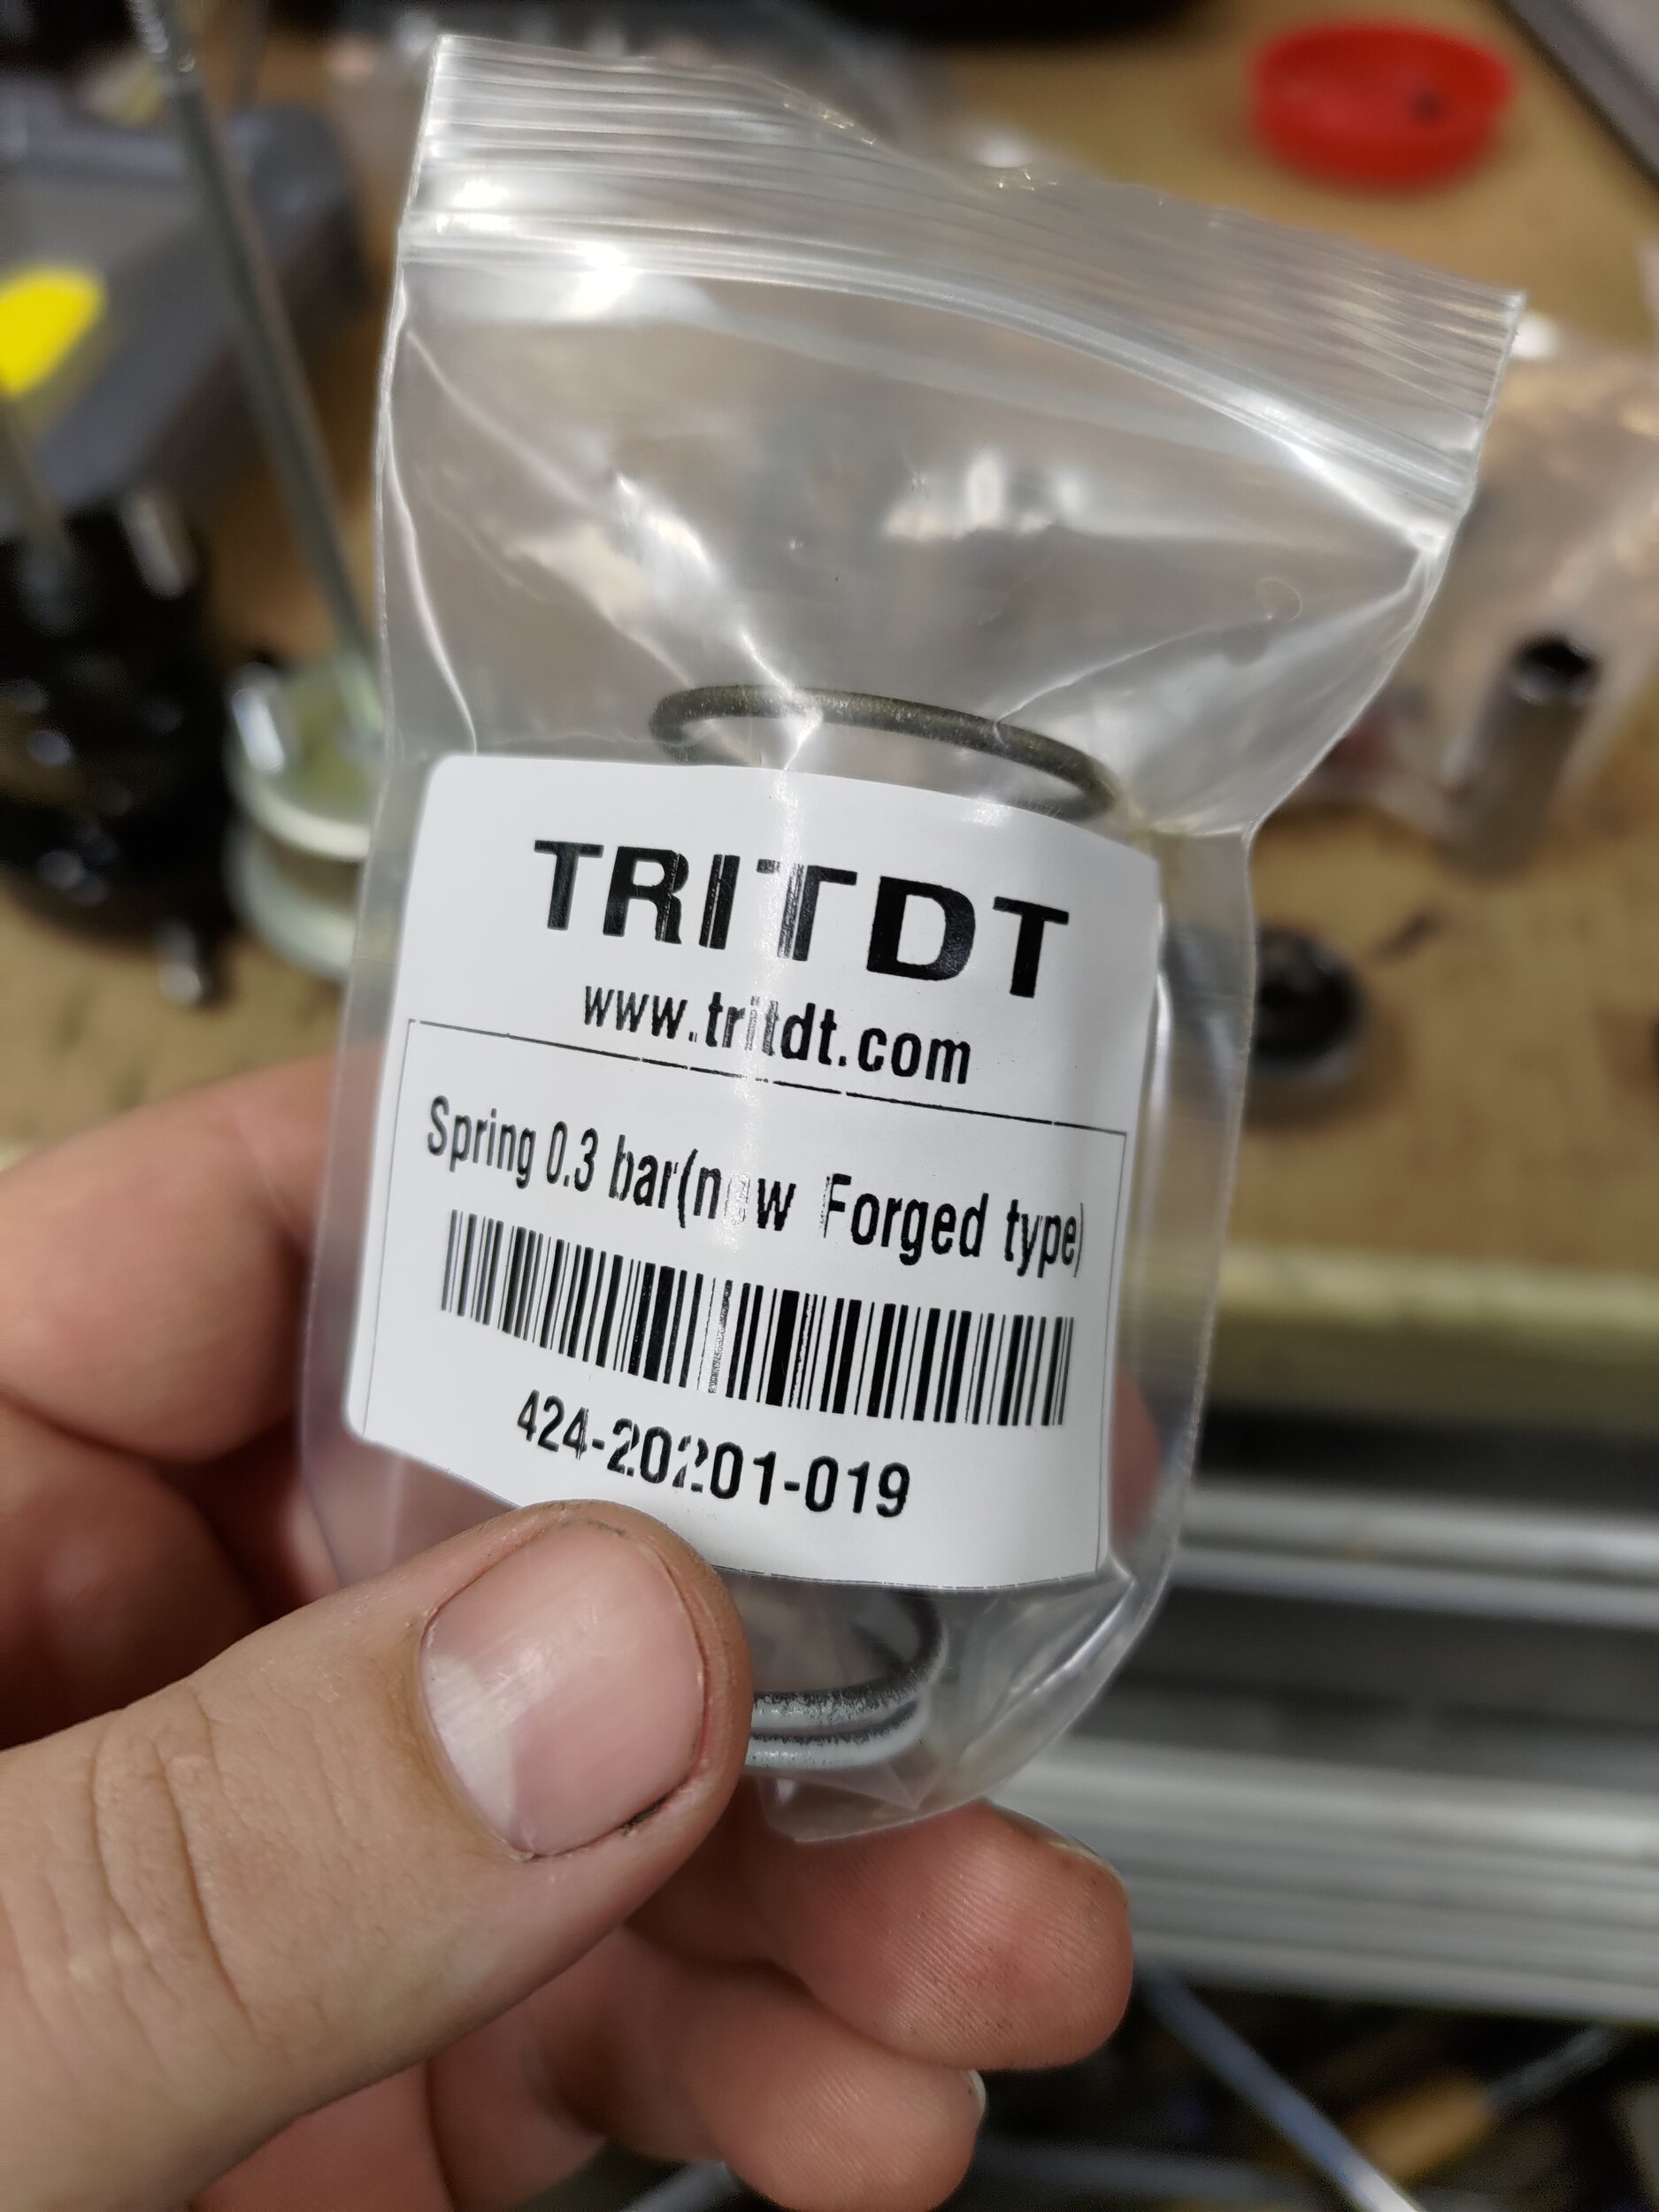 TRITDT
www.tritdt.com
Spring 0.3 bar(new Forged type)
424-20201-019